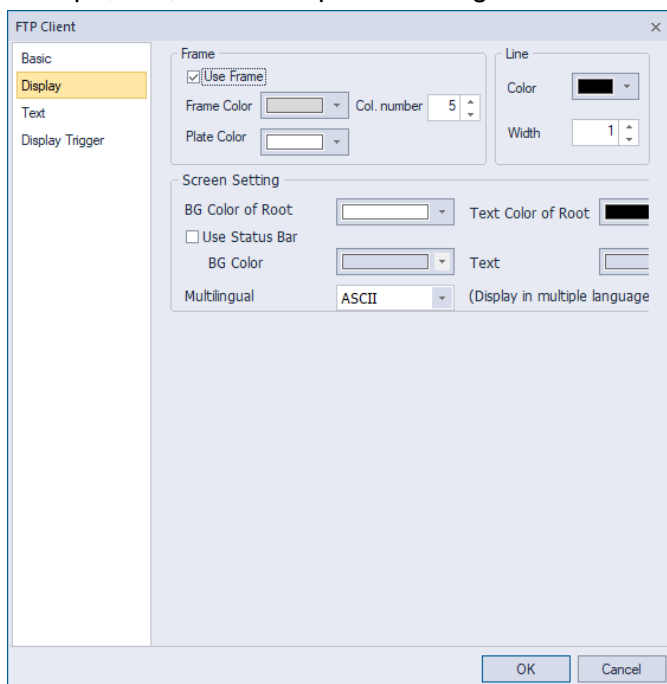 FTP Client
Basic
Display
Text
Display Trigger
Frame
Use Frame
Frame Color
Col. number 5
Plate Color
Line
Color
Width 1
Screen Setting
BG Color of Root
Text Color of Root
Use Status Bar
BG Color
Text
Multilingual ASCII (Display in multiple language
OK Cancel